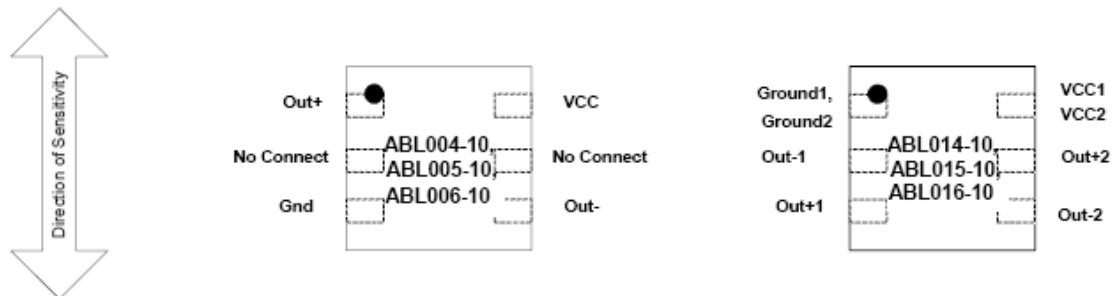 Direction of Sensitivity
Out+
VCC
No Connect
ABL004-10,
ABL005-10,
ABL006-10
No Connect
Gnd
Out-
Ground1,
Ground2
VCC1
VCC2
Out-1
ABL014-10,
ABL015-10,
ABL016-10
Out+2
Out+1
Out-2